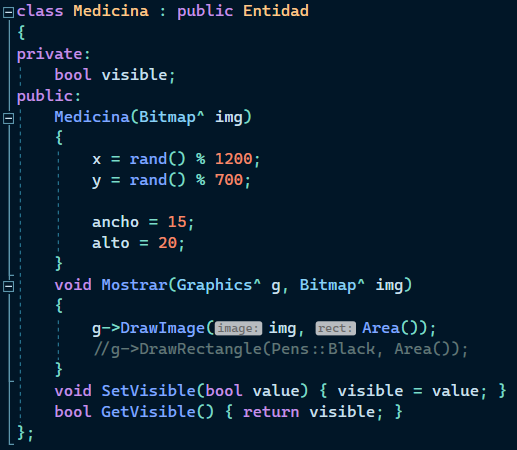 class Medicina : public Entidad
{
private:
    bool visible;
public:
    Medicina(Bitmap^ img)
    {
        x = rand() % 1200;
        y = rand() % 700;

        ancho = 15;
        alto = 20;
    }
    void Mostrar(Graphics^ g, Bitmap^ img)
    {
        g->DrawImage(image: img, rect: Area());
        //g->DrawRectangle(Pens::Black, Area());
    }
    void SetVisible(bool value) { visible = value; }
    bool GetVisible() { return visible; }
};